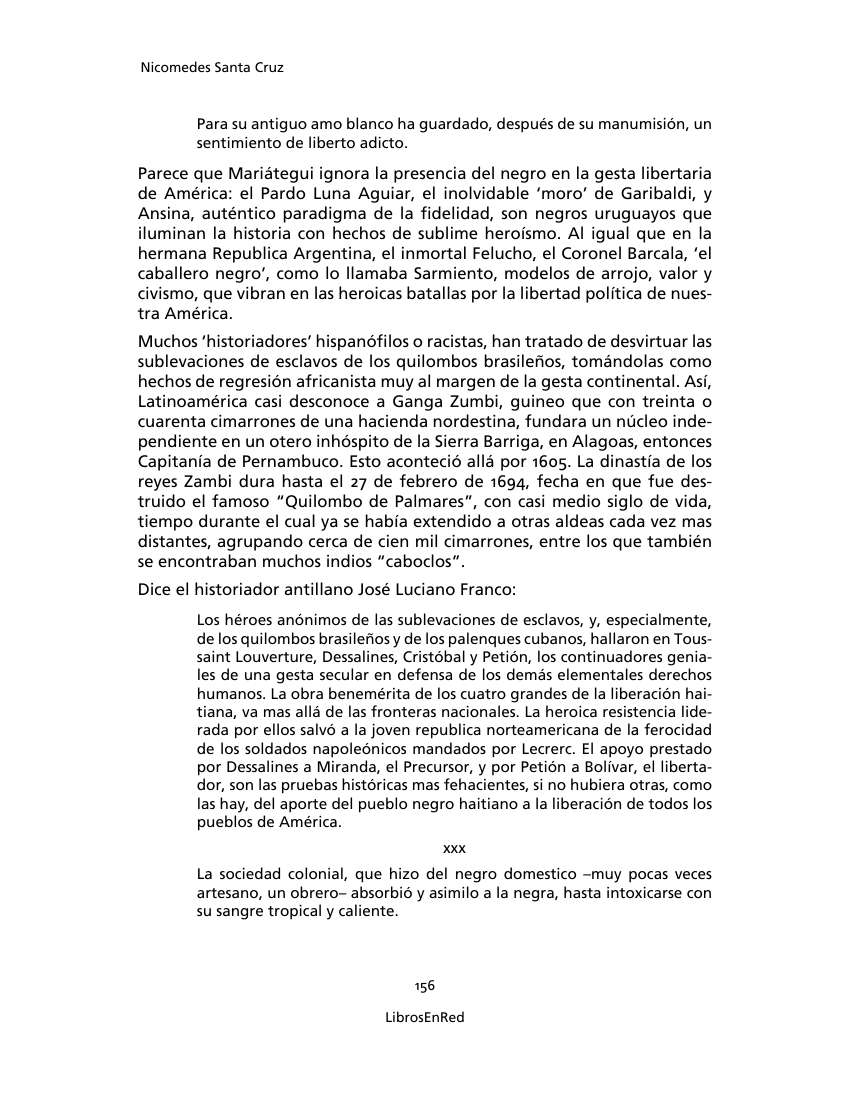 Nicomedes Santa Cruz
Para su antiguo amo blanco ha guardado, después de su manumisión, un
sentimiento de liberto adicto.
Parece que Mariátegui ignora la presencia del negro en la gesta libertaria
de América: el Pardo Luna Aguiar, el inolvidable ‘moro’ de Garibaldi, y
Ansina, auténtico paradigma de la fidelidad, son negros uruguayos que
iluminan la historia con hechos de sublime heroísmo. Al igual que en la
hermana Republica Argentina, el inmortal Felucho, el Coronel Barcala, ‘el
caballero negro’, como lo llamaba Sarmiento, modelos de arrojo, valor y
civismo, que vibran en las heroicas batallas por la libertad política de nues-
tra América.
Muchos ‘historiadores’ hispanófilos o racistas, han tratado de desvirtuar las
sublevaciones de esclavos de los quilombos brasileños, tomándolas como
hechos de regresión africanista muy al margen de la gesta continental. Así,
Latinoamérica casi desconoce a Ganga Zumbi, guineo que con treinta o
cuarenta cimarrones de una hacienda nordestina, fundara un núcleo inde-
pendiente en un otero inhóspito de la Sierra Barriga, en Alagoas, entonces
Capitanía de Pernambuco. Esto aconteció allá por 1605. La dinastía de los
reyes Zambi dura hasta el 27 de febrero de 1694, fecha en que fue des-
truido el famoso “Quilombo de Palmares”, con casi medio siglo de vida,
tiempo durante el cual ya se había extendido a otras aldeas cada vez mas
distantes, agrupando cerca de cien mil cimarrones, entre los que también
se encontraban muchos indios “caboclos”.
Dice el historiador antillano José Luciano Franco:
Los héroes anónimos de las sublevaciones de esclavos, y, especialmente,
de los quilombos brasileños y de los palenques cubanos, hallaron en Tous-
saint Louverture, Dessalines, Cristóbal y Petión, los continuadores genia-
les de una gesta secular en defensa de los demás elementales derechos
humanos. La obra benemérita de los cuatro grandes de la liberación hai-
tiana, va mas allá de las fronteras nacionales. La heroica resistencia lide-
rada por ellos salvó a la joven republica norteamericana de la ferocidad
de los soldados napoleónicos mandados por Lecrerc. El apoyo prestado
por Dessalines a Miranda, el Precursor, y por Petión a Bolívar, el liberta-
dor, son las pruebas históricas mas fehacientes, si no hubiera otras, como
las hay, del aporte del pueblo negro haitiano a la liberación de todos los
pueblos de América.
xxx
La sociedad colonial, que hizo del negro domestico –muy pocas veces
artesano, un obrero– absorbió y asimilo a la negra, hasta intoxicarse con
su sangre tropical y caliente.
156
LibrosEnRed